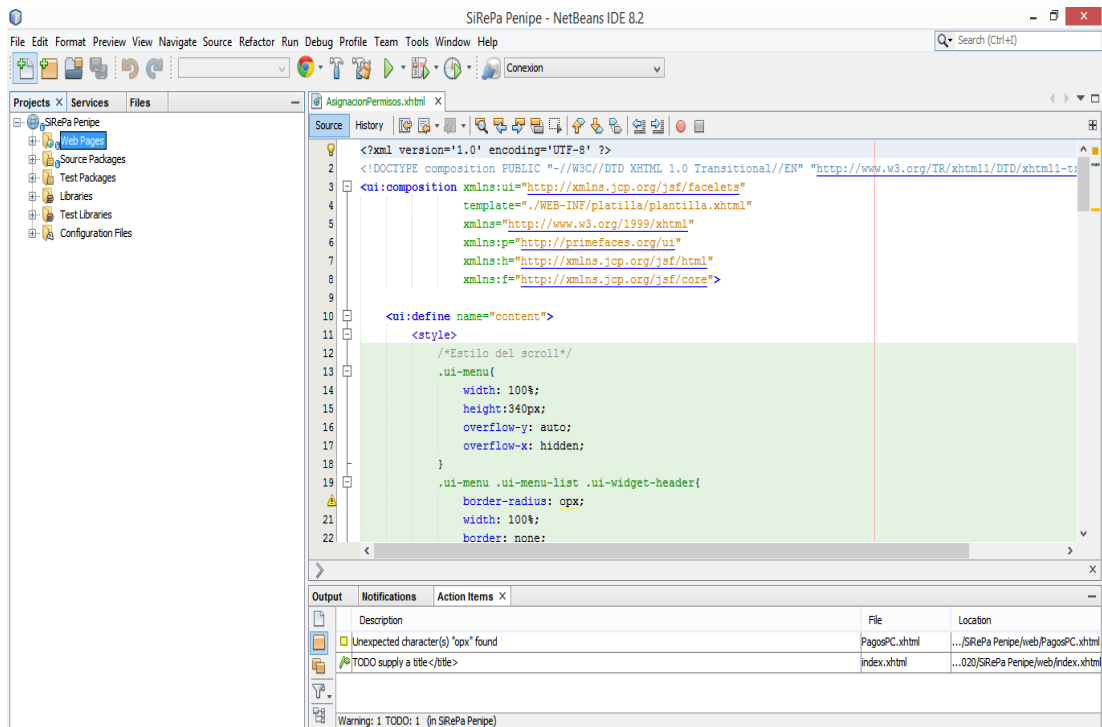 SiRePa Penipe - NetBeans IDE 8.2
File Edit Format Preview View Navigate Source Refactor Run Debug Profile Team Tools Window Help
Search (Ctrl+I)
Conexion
Projects Services Files
AsignacionPermisos.xhtml
SiRePa Penipe
Web Pages
Source Packages
Test Packages
Libraries
Test Libraries
Configuration Files
Source History
<?xml version='1.0' encoding='UTF-8' ?>
2 <!DOCTYPE composition PUBLIC "-//W3C//DTD XHTML 1.0 Transitional//EN" "http://www.w3.org/TR/xhtml1/DTD/xhtml1-t
3 <ui:composition xmlns:ui="http://xmlns.jcp.org/jsf/facelets"
4 template="./WEB-INF/platilla/plantilla.xhtml"
5 xmlns="http://www.w3.org/1999/xhtml"
6 xmlns:p="http://primefaces.org/ui"
7 xmlns:h="http://xmlns.jcp.org/jsf/html"
8 xmlns:f="http://xmlns.jcp.org/jsf/core">
9
10 <ui:define name="content">
11 <style>
12 /*Estilo del scroll*/
13 .ui-menu{
14 width: 100%;
15 height:340px;
16 overflow-y: auto;
17 overflow-x: hidden;
18 }
19 .ui-menu .ui-menu-list .ui-widget-header{
border-radius: opx;
21 width: 100%;
22 border: none;
Output Notifications Action Items
Description File Location
Unexpected character(s) "opx" found PagosPC.xhtml .../SiRePa Penipe/web/PagosPC.xhtml
TODO supply a title</title> index.xhtml ...020/SiRePa Penipe/web/index.xhtml
Warning: 1 TODO: 1 (in SiRePa Penipe)